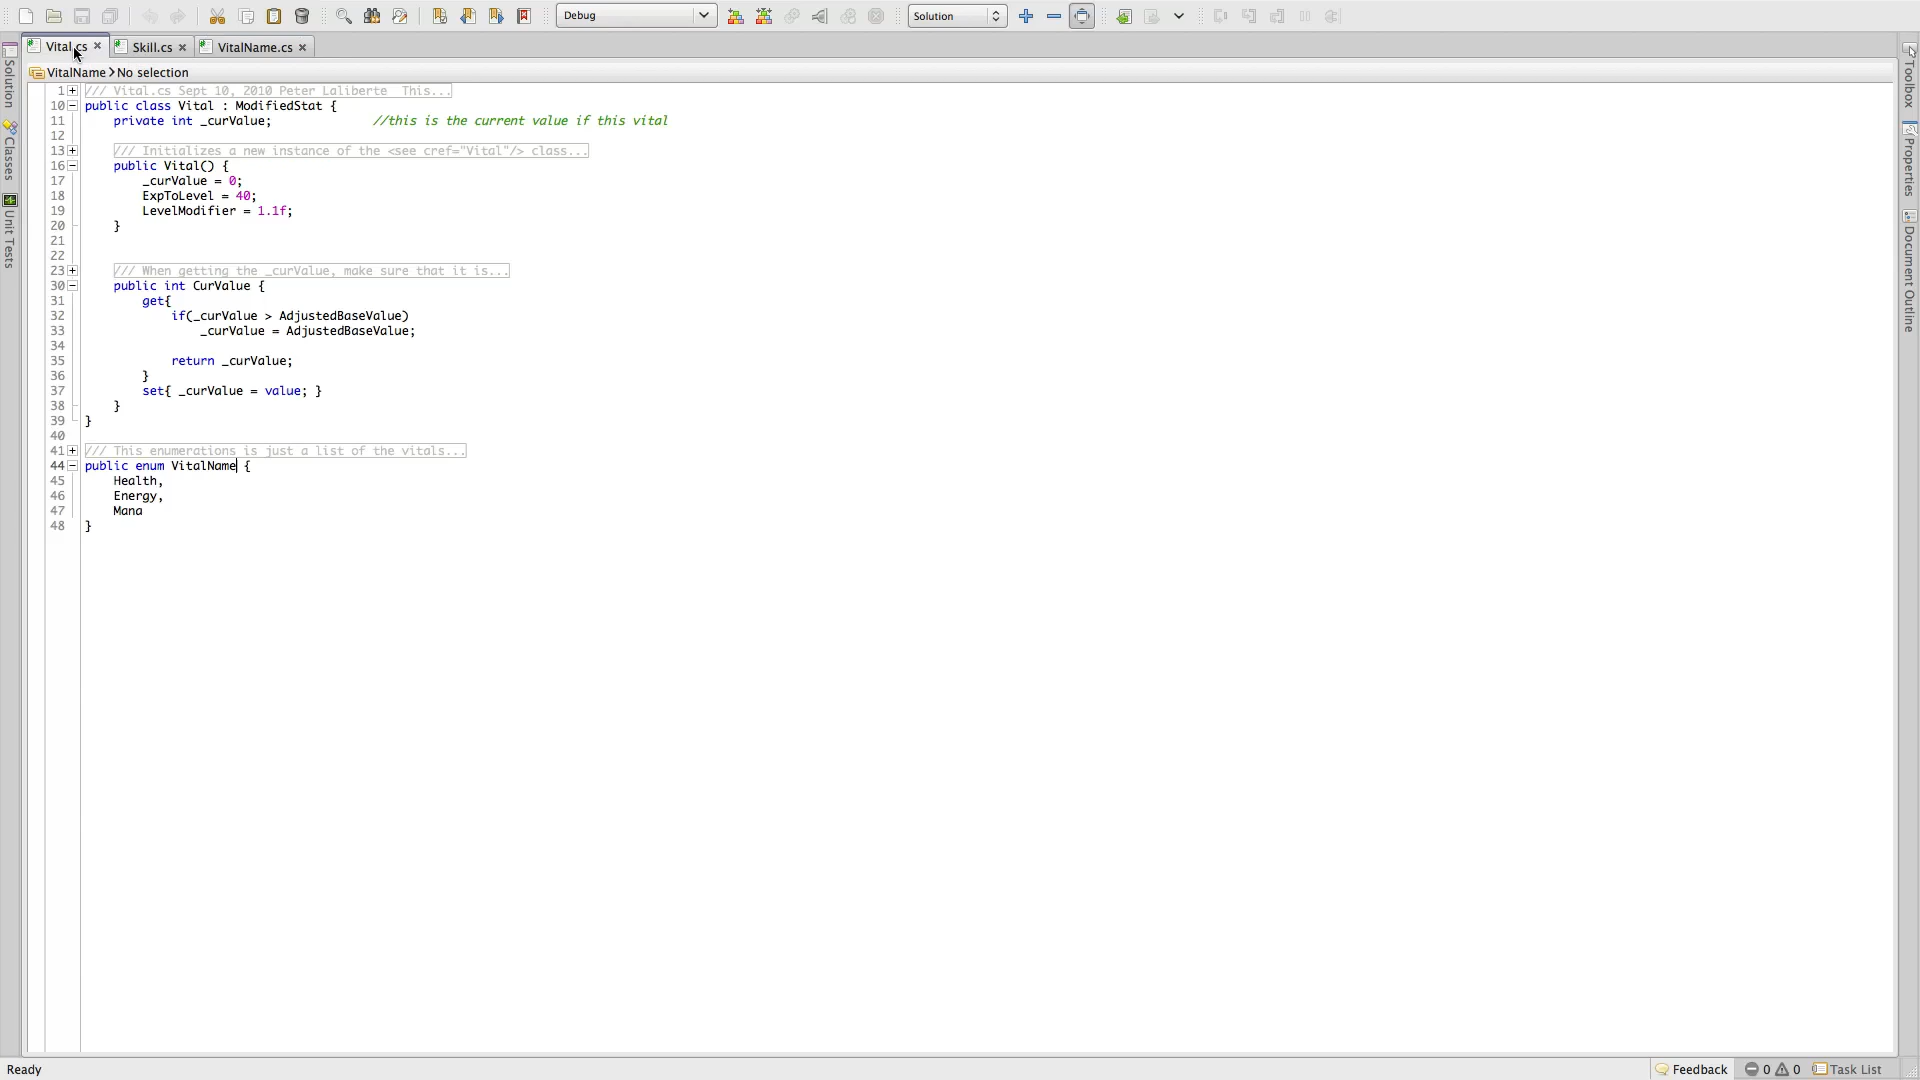 Debug
Solution
Vital.cs
Skill.cs
VitalName.cs
VitalName
No selection
Solution
Classes
Unit Tests
Toolbox
Properties
Document Outline
1 /// Vital.cs Sept 10, 2010 Peter Laliberte  This...
10 public class Vital : ModifiedStat {
11 private int _curValue; //this is the current value if this vital
12
13 /// Initializes a new instance of the <see cref="Vital"/> class...
16 public Vital() {
17 _curValue = 0;
18 ExpToLevel = 40;
19 LevelModifier = 1.1f;
20 }
21
22
23 /// When getting the _curValue, make sure that it is...
30 public int CurValue {
31 get{
32 if(_curValue > AdjustedBaseValue)
33 _curValue = AdjustedBaseValue;
34
35 return _curValue;
36 }
37 set{ _curValue = value; }
38 }
39 }
40
41 /// This enumerations is just a list of the vitals...
44 public enum VitalName {
45 Health,
46 Energy,
47 Mana
48 }
Ready
Feedback
0
0
Task List